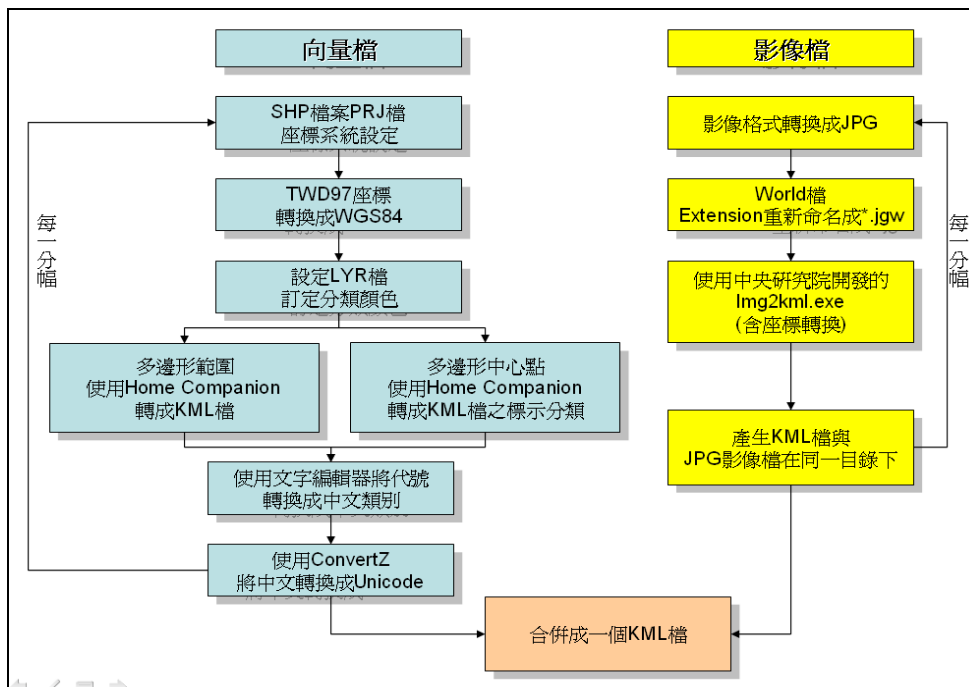 向量檔
SHP檔案PRJ檔
座標系統設定
TWD97座標
轉換成WGS84
設定LYR檔
訂定分類顏色
多邊形範圍
使用Home Companion
轉成KML檔
多邊形中心點
使用Home Companion
轉成KML檔之標示分類
使用文字編輯器將代號
轉換成中文類別
使用ConvertZ
將中文轉換成Unicode
每一分幅
影像檔
影像格式轉換成JPG
World檔
Extension重新命名成*.jgw
使用中央研究院開發的
Img2kml.exe
(含座標轉換)
產生KML檔與
JPG影像檔在同一目錄下
每一分幅
合併成一個KML檔